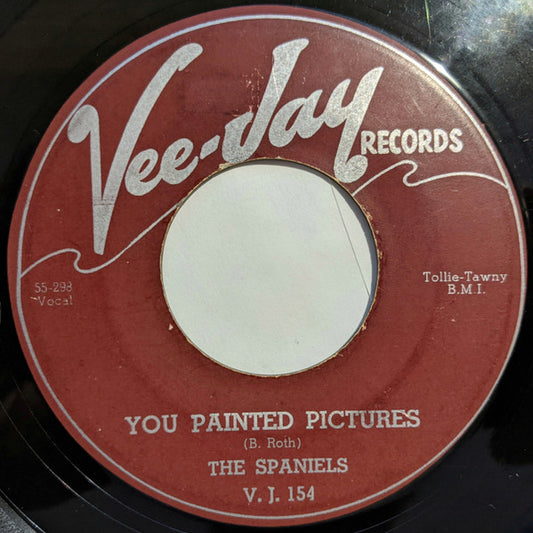 Vee-Jay
RECORDS
55-298
Vocal
Tollie-Tawny
B.M.I.
YOU PAINTED PICTURES
(B. Roth)
THE SPANIELS
V. J. 154